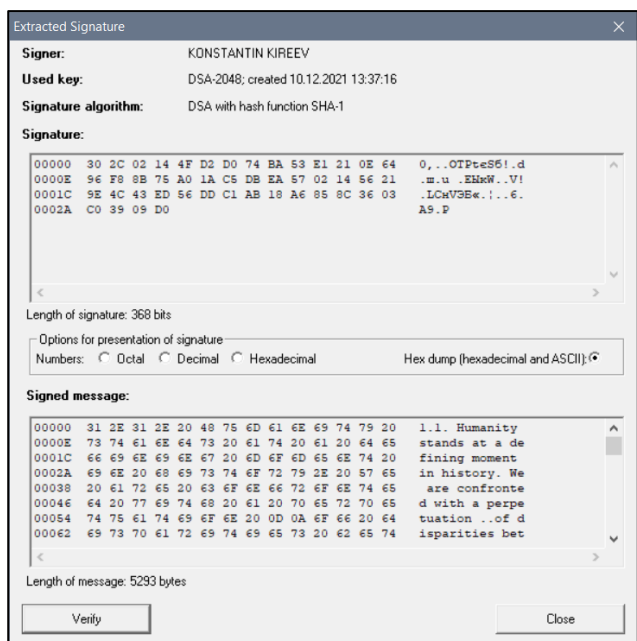 Extracted Signature
Signer: KONSTANTIN KIREEV
Used key: DSA-2048; created 10.12.2021 13:37:16
Signature algorithm: DSA with hash function SHA-1
Signature:
00000 30 2C 02 14 4F D2 D0 74 BA 53 E1 21 0E 64 0,..OТРtєSб!.d
0000E 96 F8 8B 75 A0 1A C5 DB EA 57 02 14 56 21
0001C 9E 4C 43 ED 56 DD C1 AB 18 A6 85 8C 36 03
0002A C0 39 09 D0 А9.Р
Length of signature: 368 bits
Options for presentation of signature
Numbers: Octal Decimal Hexadecimal Hex dump (hexadecimal and ASCII):
Signed message:
00000 31 2E 31 2E 20 48 75 6D 61 6E 69 74 79 20 1.1. Humanity
0000E 73 74 61 6E 64 73 20 61 74 20 61 20 64 65 stands at a de
0001C 66 69 6E 69 6E 67 20 6D 6F 6D 65 6E 74 20 fining moment
0002A 69 6E 20 68 69 73 74 6F 72 79 2E 20 57 65 in history. We
00038 20 61 72 65 20 63 6F 6E 66 72 6F 6E 74 65 are confronte
00046 64 20 77 69 74 68 20 61 20 70 65 72 70 65 d with a perpe
00054 74 75 61 74 69 6F 6E 20 0D 0A 6F 66 20 64 tuation ..of d
00062 69 73 70 61 72 69 74 69 65 73 20 62 65 74 isparities bet
Length of message: 5293 bytes
Verify Close